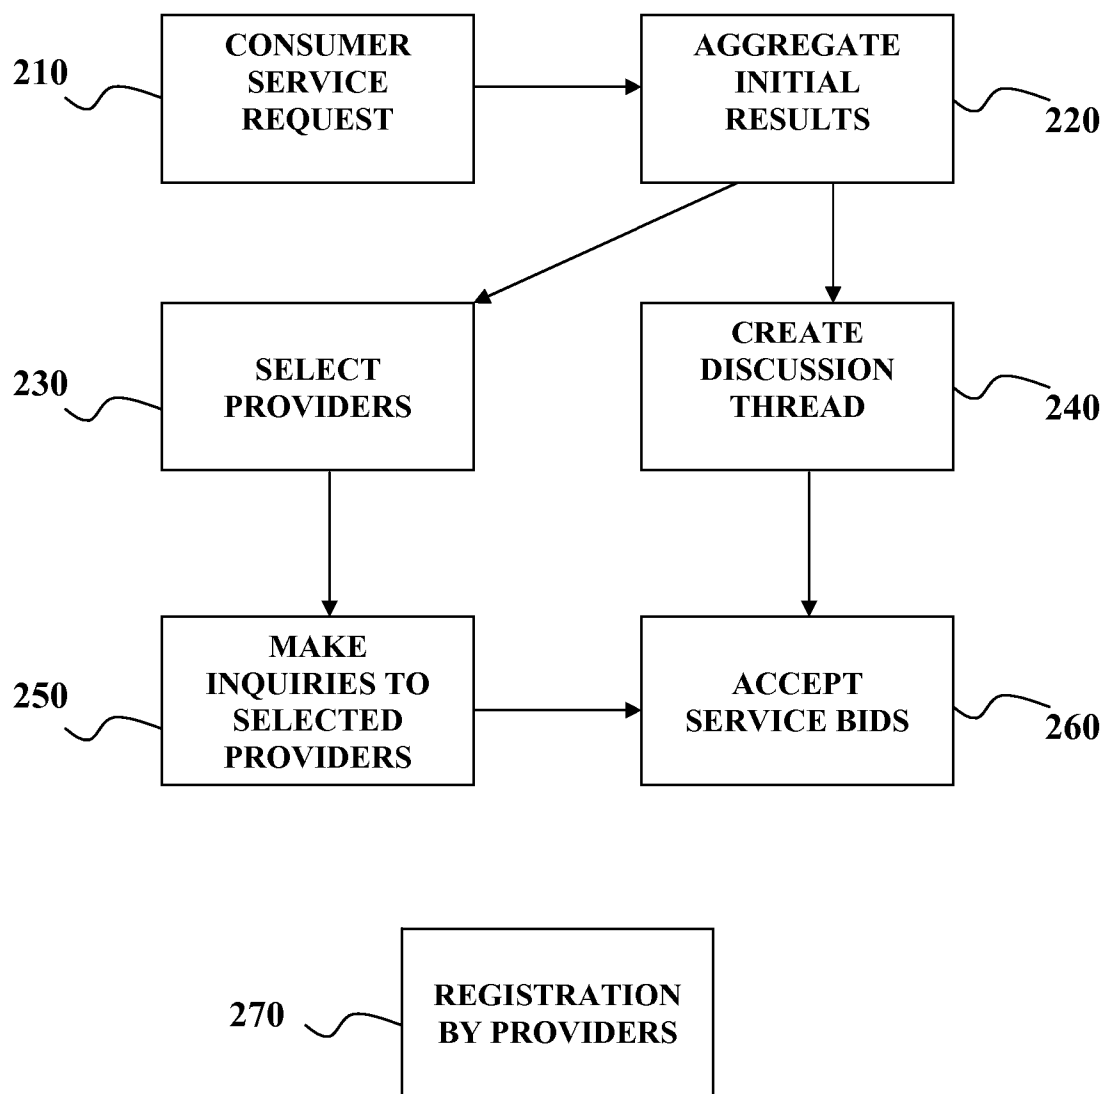 CONSUMER
SERVICE
REQUEST
210
AGGREGATE
INITIAL
RESULTS
220
SELECT
PROVIDERS
230
CREATE
DISCUSSION
THREAD
240
MAKE
INQUIRIES TO
SELECTED
PROVIDERS
250
ACCEPT
SERVICE BIDS
260
REGISTRATION
BY PROVIDERS
270